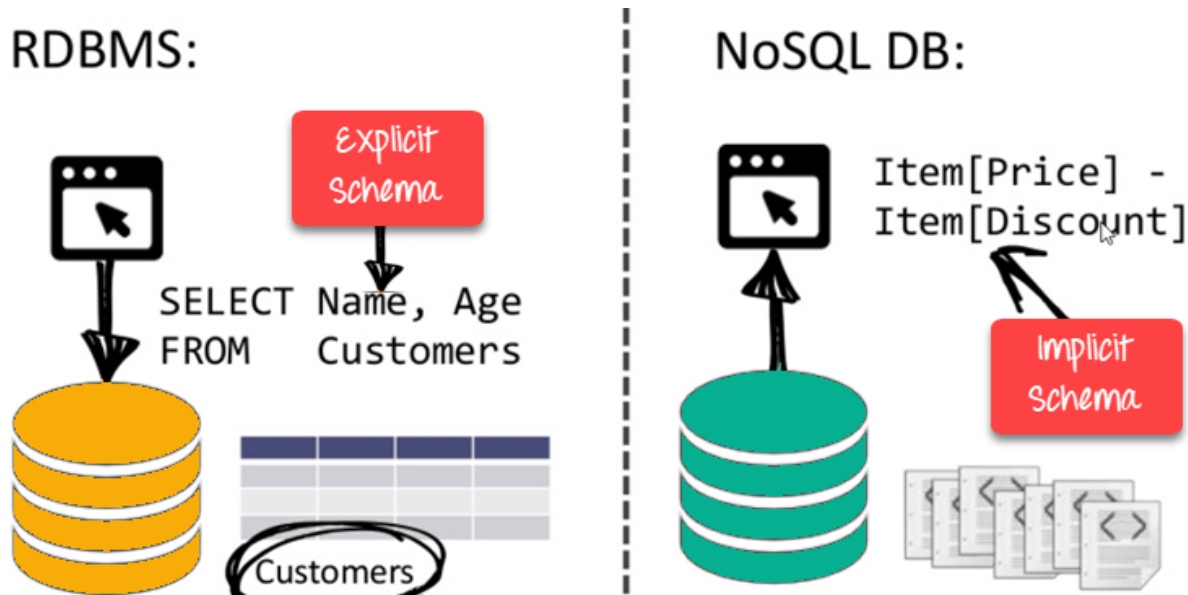 RDBMS:
Explicit
Schema
SELECT Name, Age
FROM Customers
Customers
NoSQL DB:
Item[Price] -
Item[Discount]
Implicit
Schema